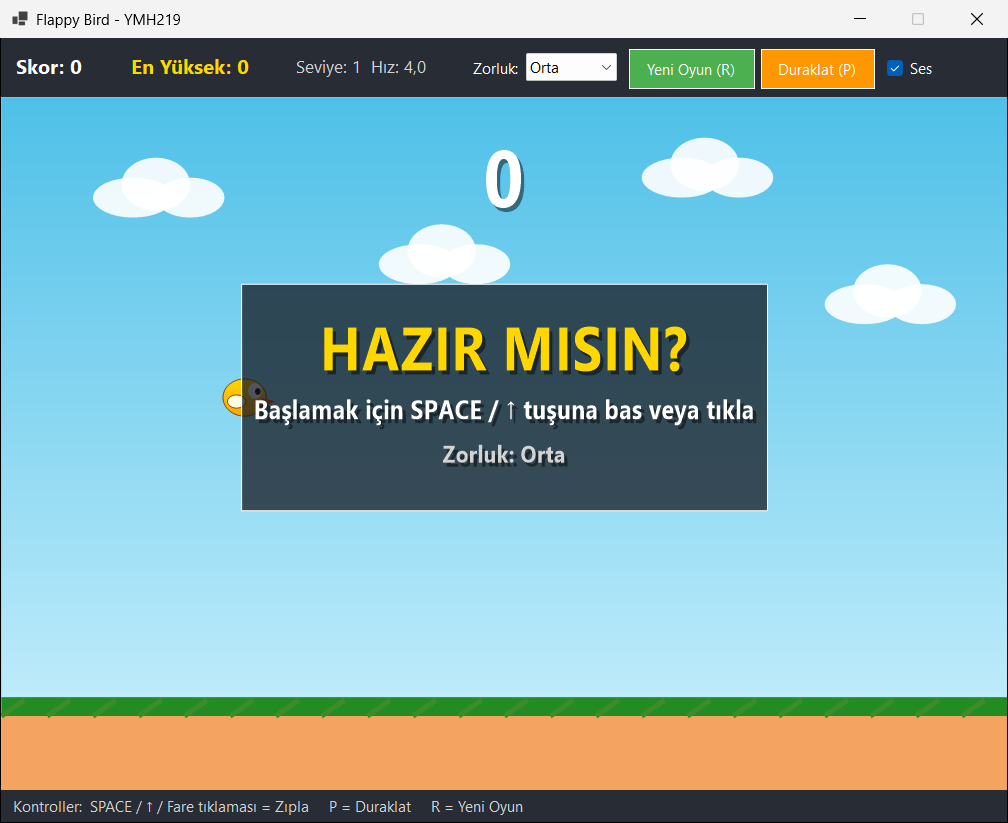 Flappy Bird - YMH219
Skor: 0 En Yüksek: 0 Seviye: 1 Hız: 4,0 Zorluk: Orta Yeni Oyun (R) Duraklat (P) Ses
0
HAZIR MISIN?
Başlamak için SPACE / ↑ tuşuna bas veya tıkla
Zorluk: Orta
Kontroller: SPACE / ↑ / Fare tıklaması = Zıpla P = Duraklat R = Yeni Oyun